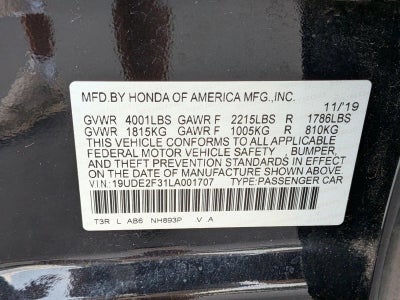 MFD.BY HONDA OF AMERICA MFG.,INC. 11/19
GVWR 4001LBS GAWR F 2215LBS R 1786LBS
GVWR 1815KG GAWR F 1005KG R 810KG
THIS VEHICLE CONFORMS TO ALL APPLICABLE
FEDERAL MOTOR VEHICLE SAFETY , BUMPER,
AND THEFT PREVENTION STANDARDS IN EFFECT
ON THE DATE OF MANUFACTURE SHOWN ABOVE.
VIN:19UDE2F31LA001707 TYPE:PASSENGER CAR
T3R L AB6 NH893P V A